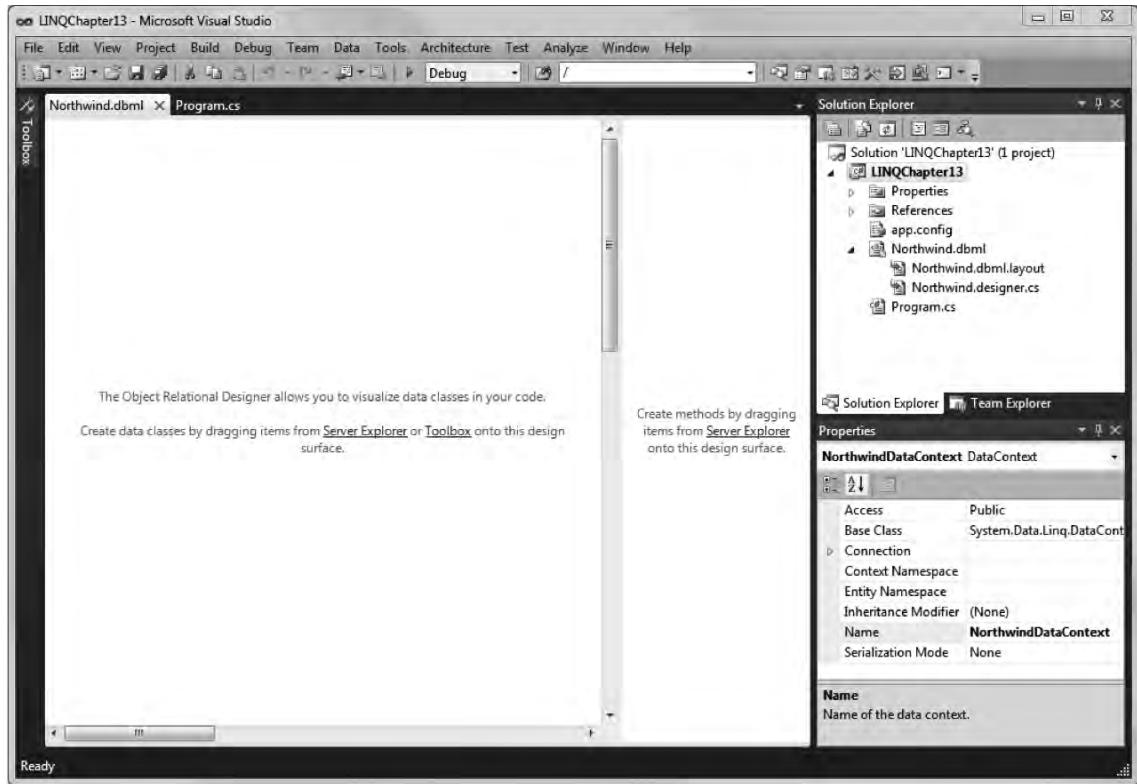 LINQChapter13 - Microsoft Visual Studio
File Edit View Project Build Debug Team Data Tools Architecture Test Analyze Window Help
Debug
/
Toolbox
Northwind.dbml
Program.cs
The Object Relational Designer allows you to visualize data classes in your code.
Create data classes by dragging items from Server Explorer or Toolbox onto this design
surface.
Create methods by dragging
items from Server Explorer
onto this design surface.
Solution Explorer
Solution 'LINQChapter13' (1 project)
LINQChapter13
Properties
References
app.config
Northwind.dbml
Northwind.dbml.layout
Northwind.designer.cs
Program.cs
Solution Explorer Team Explorer
Properties
NorthwindDataContext DataContext
Access Public
Base Class System.Data.Linq.DataCont
Connection
Context Namespace
Entity Namespace
Inheritance Modifier (None)
Name NorthwindDataContext
Serialization Mode None
Name
Name of the data context.
Ready